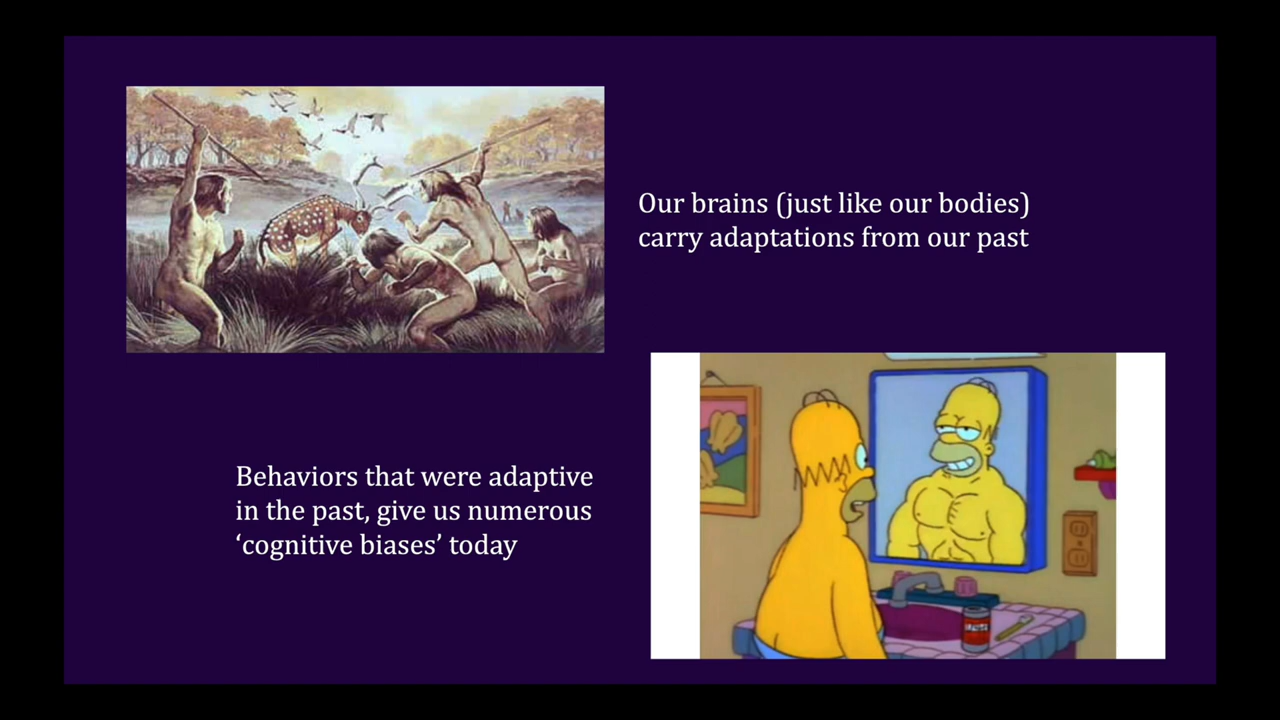 Our brains (just like our bodies)
carry adaptations from our past
Behaviors that were adaptive
in the past, give us numerous
‘cognitive biases’ today